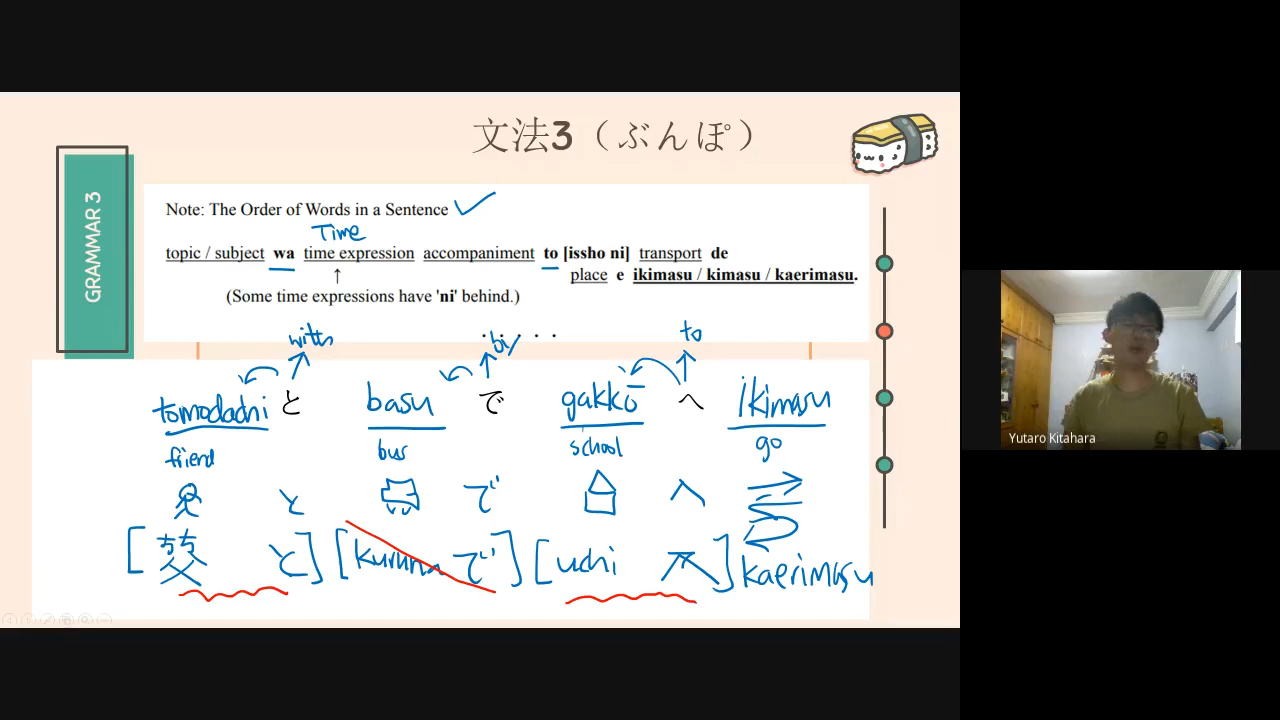 文法3（ぶんぽ）
GRAMMAR 3
Note: The Order of Words in a Sentence
Time
topic / subject wa time expression accompaniment to [issho ni] transport de
place e ikimasu / kimasu / kaerimasu.
↑
(Some time expressions have 'ni' behind.)
with by to
tomodachi と basu で gakkō へ ikimasu
friend bus school go
と で へ
[ちち と] [kuruma で] [uchi へ] kaerimasu
Yutaro Kitahara